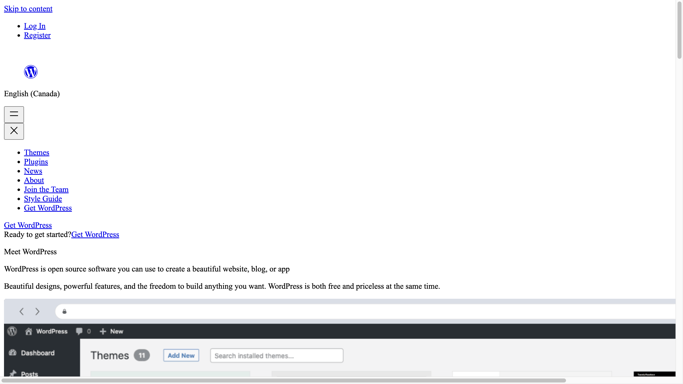 Skip to content
Log In
Register
English (Canada)
Themes
Plugins
News
About
Join the Team
Style Guide
Get WordPress
Get WordPress
Ready to get started?Get WordPress
Meet WordPress
WordPress is open source software you can use to create a beautiful website, blog, or app
Beautiful designs, powerful features, and the freedom to build anything you want. WordPress is both free and priceless at the same time.
WordPress 0 New
Dashboard
Themes 11 Add New Search installed themes...
Posts